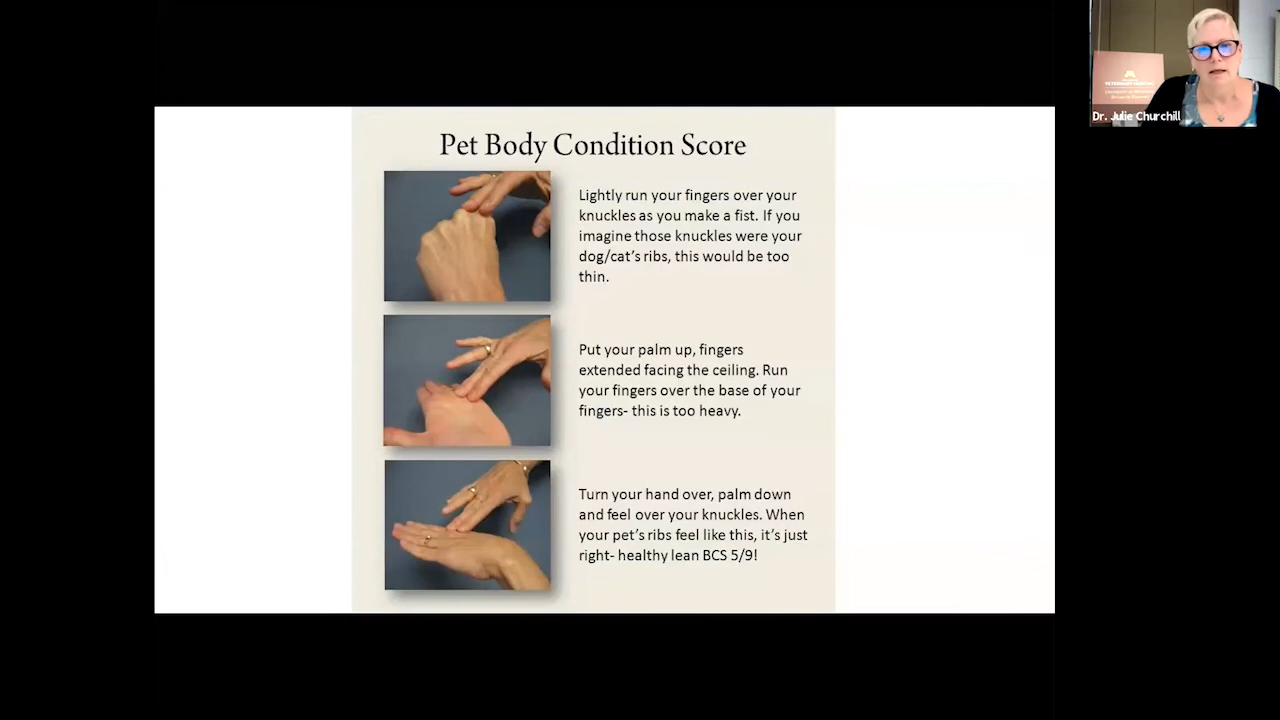 Pet Body Condition Score
Lightly run your fingers over your
knuckles as you make a fist. If you
imagine those knuckles were your
dog/cat's ribs, this would be too
thin.
Put your palm up, fingers
extended facing the ceiling. Run
your fingers over the base of your
fingers- this is too heavy.
Turn your hand over, palm down
and feel over your knuckles. When
your pet's ribs feel like this, it's just
right- healthy lean BCS 5/9!
Dr. Julie Churchill